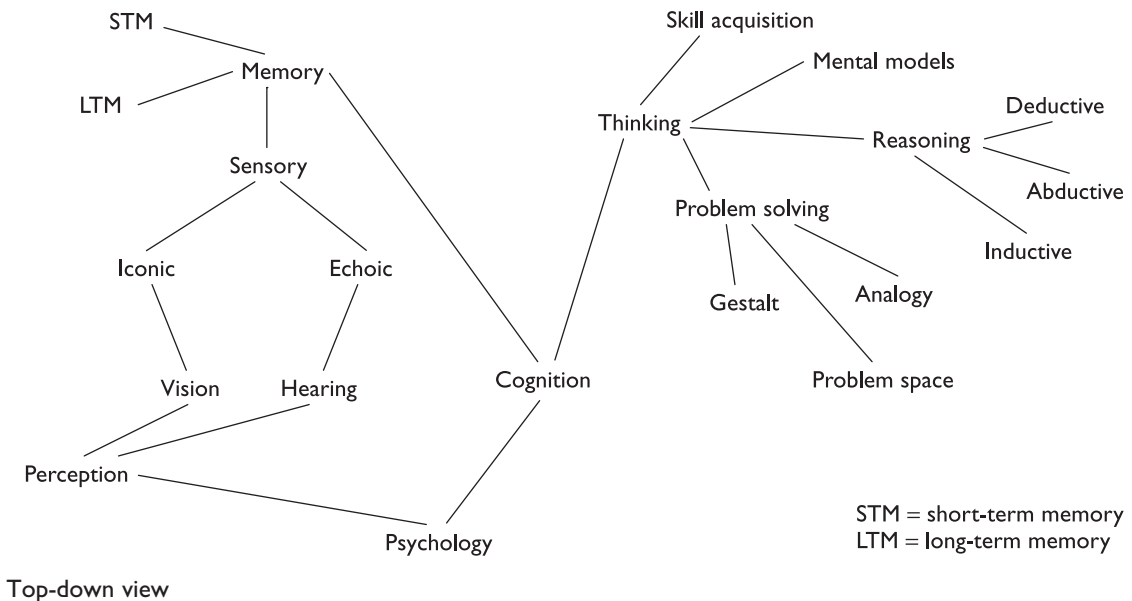 STM
Skill acquisition
Memory
Mental models
LTM
Deductive
Thinking
Reasoning
Sensory
Abductive
Problem solving
Inductive
Iconic
Echoic
Analogy
Gestalt
Cognition
Problem space
Vision
Hearing
Perception
STM = short-term memory
LTM = long-term memory
Psychology
Top-down view